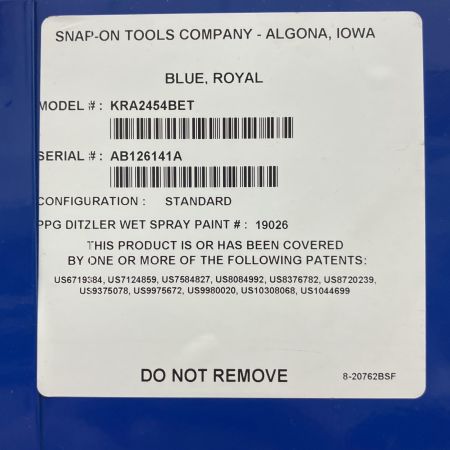 SNAP-ON TOOLS COMPANY - ALGONA, IOWA
BLUE, ROYAL
MODEL #: KRA2454BET
SERIAL #: AB126141A
CONFIGURATION : STANDARD
PPG DITZLER WET SPRAY PAINT #: 19026
THIS PRODUCT IS OR HAS BEEN COVERED
BY ONE OR MORE OF THE FOLLOWING PATENTS:
US6719384, US7124859, US7584827, US8084992, US8376782, US8720239,
US9375078, US9975672, US9980020, US10308068, US1044699
DO NOT REMOVE
8-20762BSF